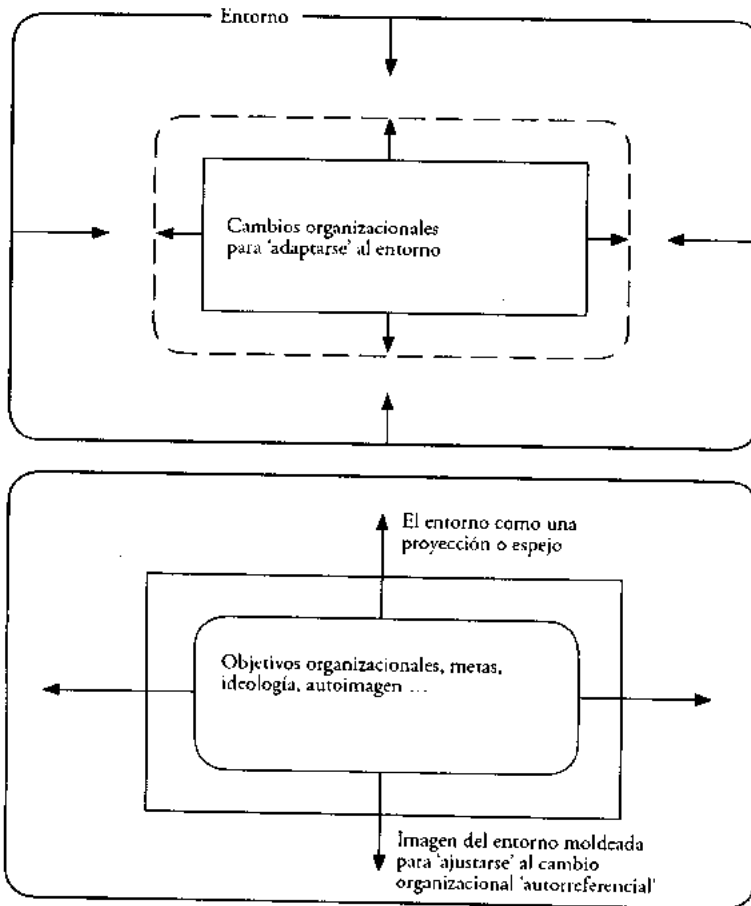 Entorno
Cambios organizacionales
para 'adaptarse' al entorno
El entorno como una
proyección o espejo
Objetivos organizacionales, metas,
ideología, autoimagen ...
Imagen del entorno moldeada
para 'ajustarse' al cambio
organizacional 'autorreferencial'